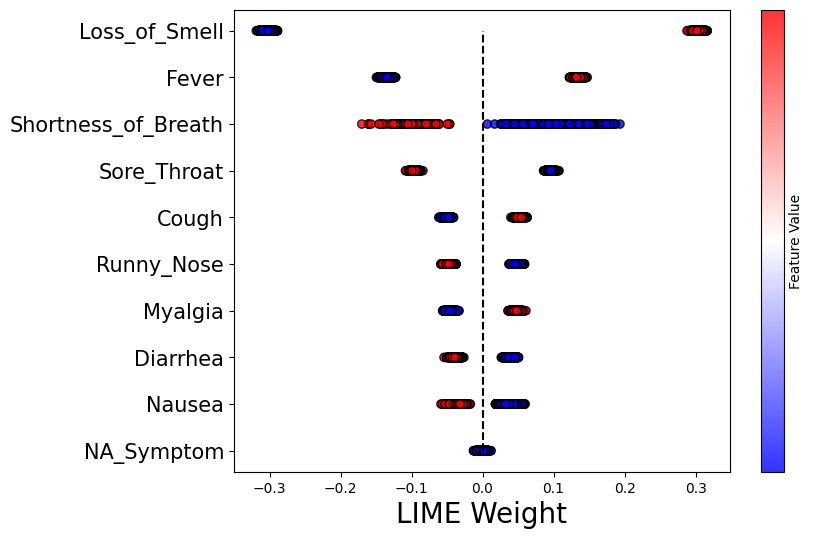 Loss_of_Smell
Fever
Shortness_of_Breath
Sore_Throat
Cough
Runny_Nose
Myalgia
Diarrhea
Nausea
NA_Symptom
−0.3 −0.2 −0.1 0.0 0.1 0.2 0.3
LIME Weight
Feature Value